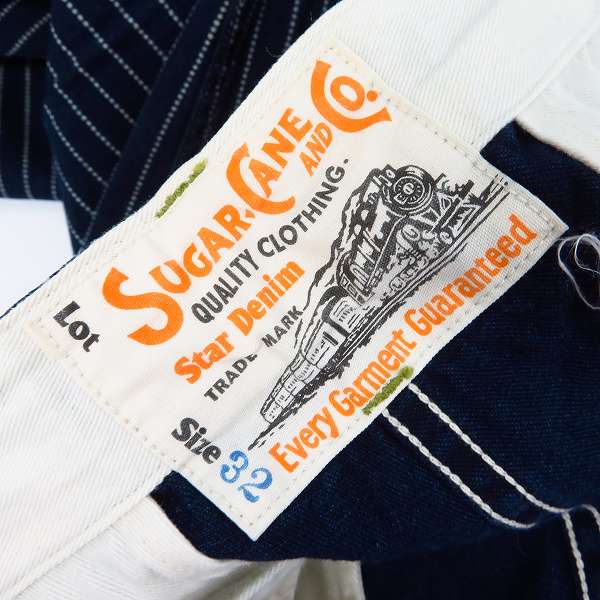 SUGAR CANE AND CO.
QUALITY CLOTHING.
Star Denim
TRADE MARK
Lot
Size 32
Every Garment Guaranteed